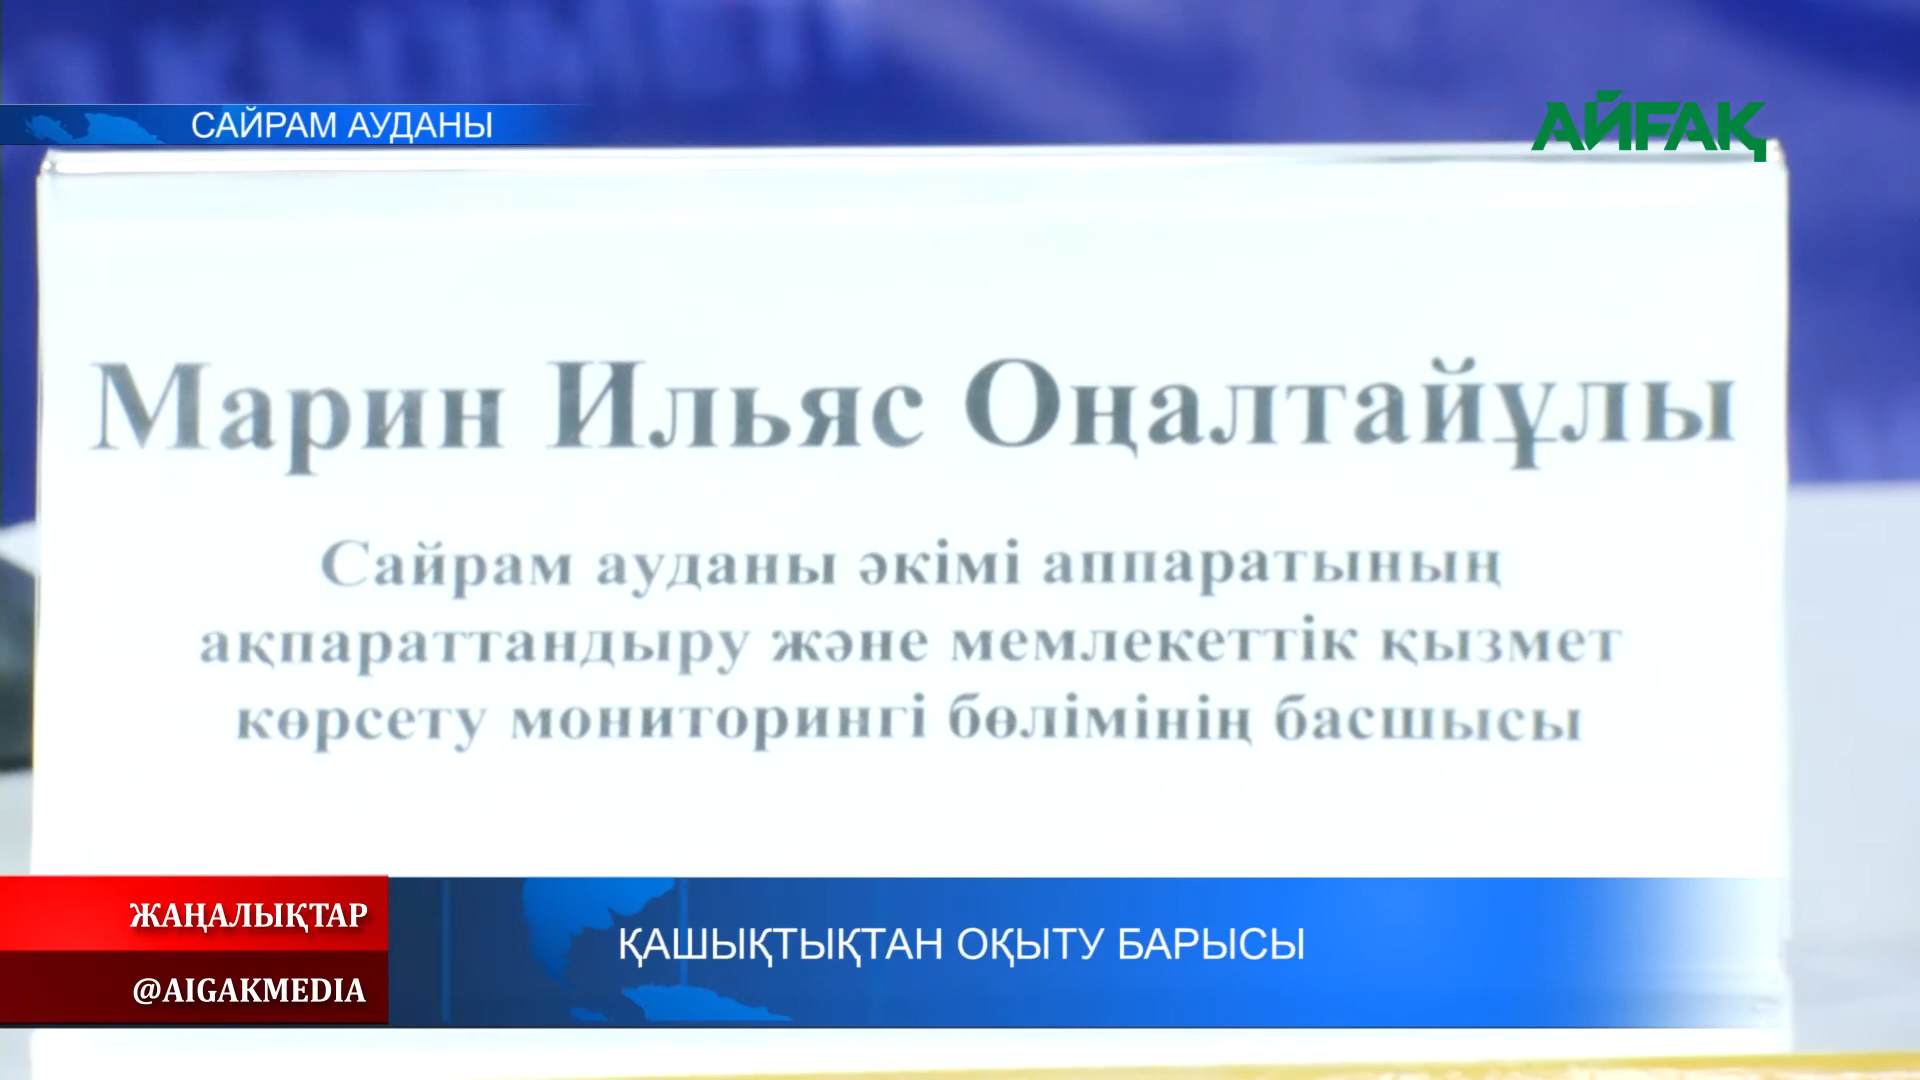 САЙРАМ АУДАНЫ
АЙҒАҚ
Марин Ильяс Оңалтайұлы
Сайрам ауданы әкімі аппаратының
ақпараттандыру және мемлекеттік қызмет
көрсету мониторингі бөлімінің басшысы
ЖАҢАЛЫҚТАР
@AIGAKMEDIA
ҚАШЫҚТЫҚТАН ОҚЫТУ БАРЫСЫ